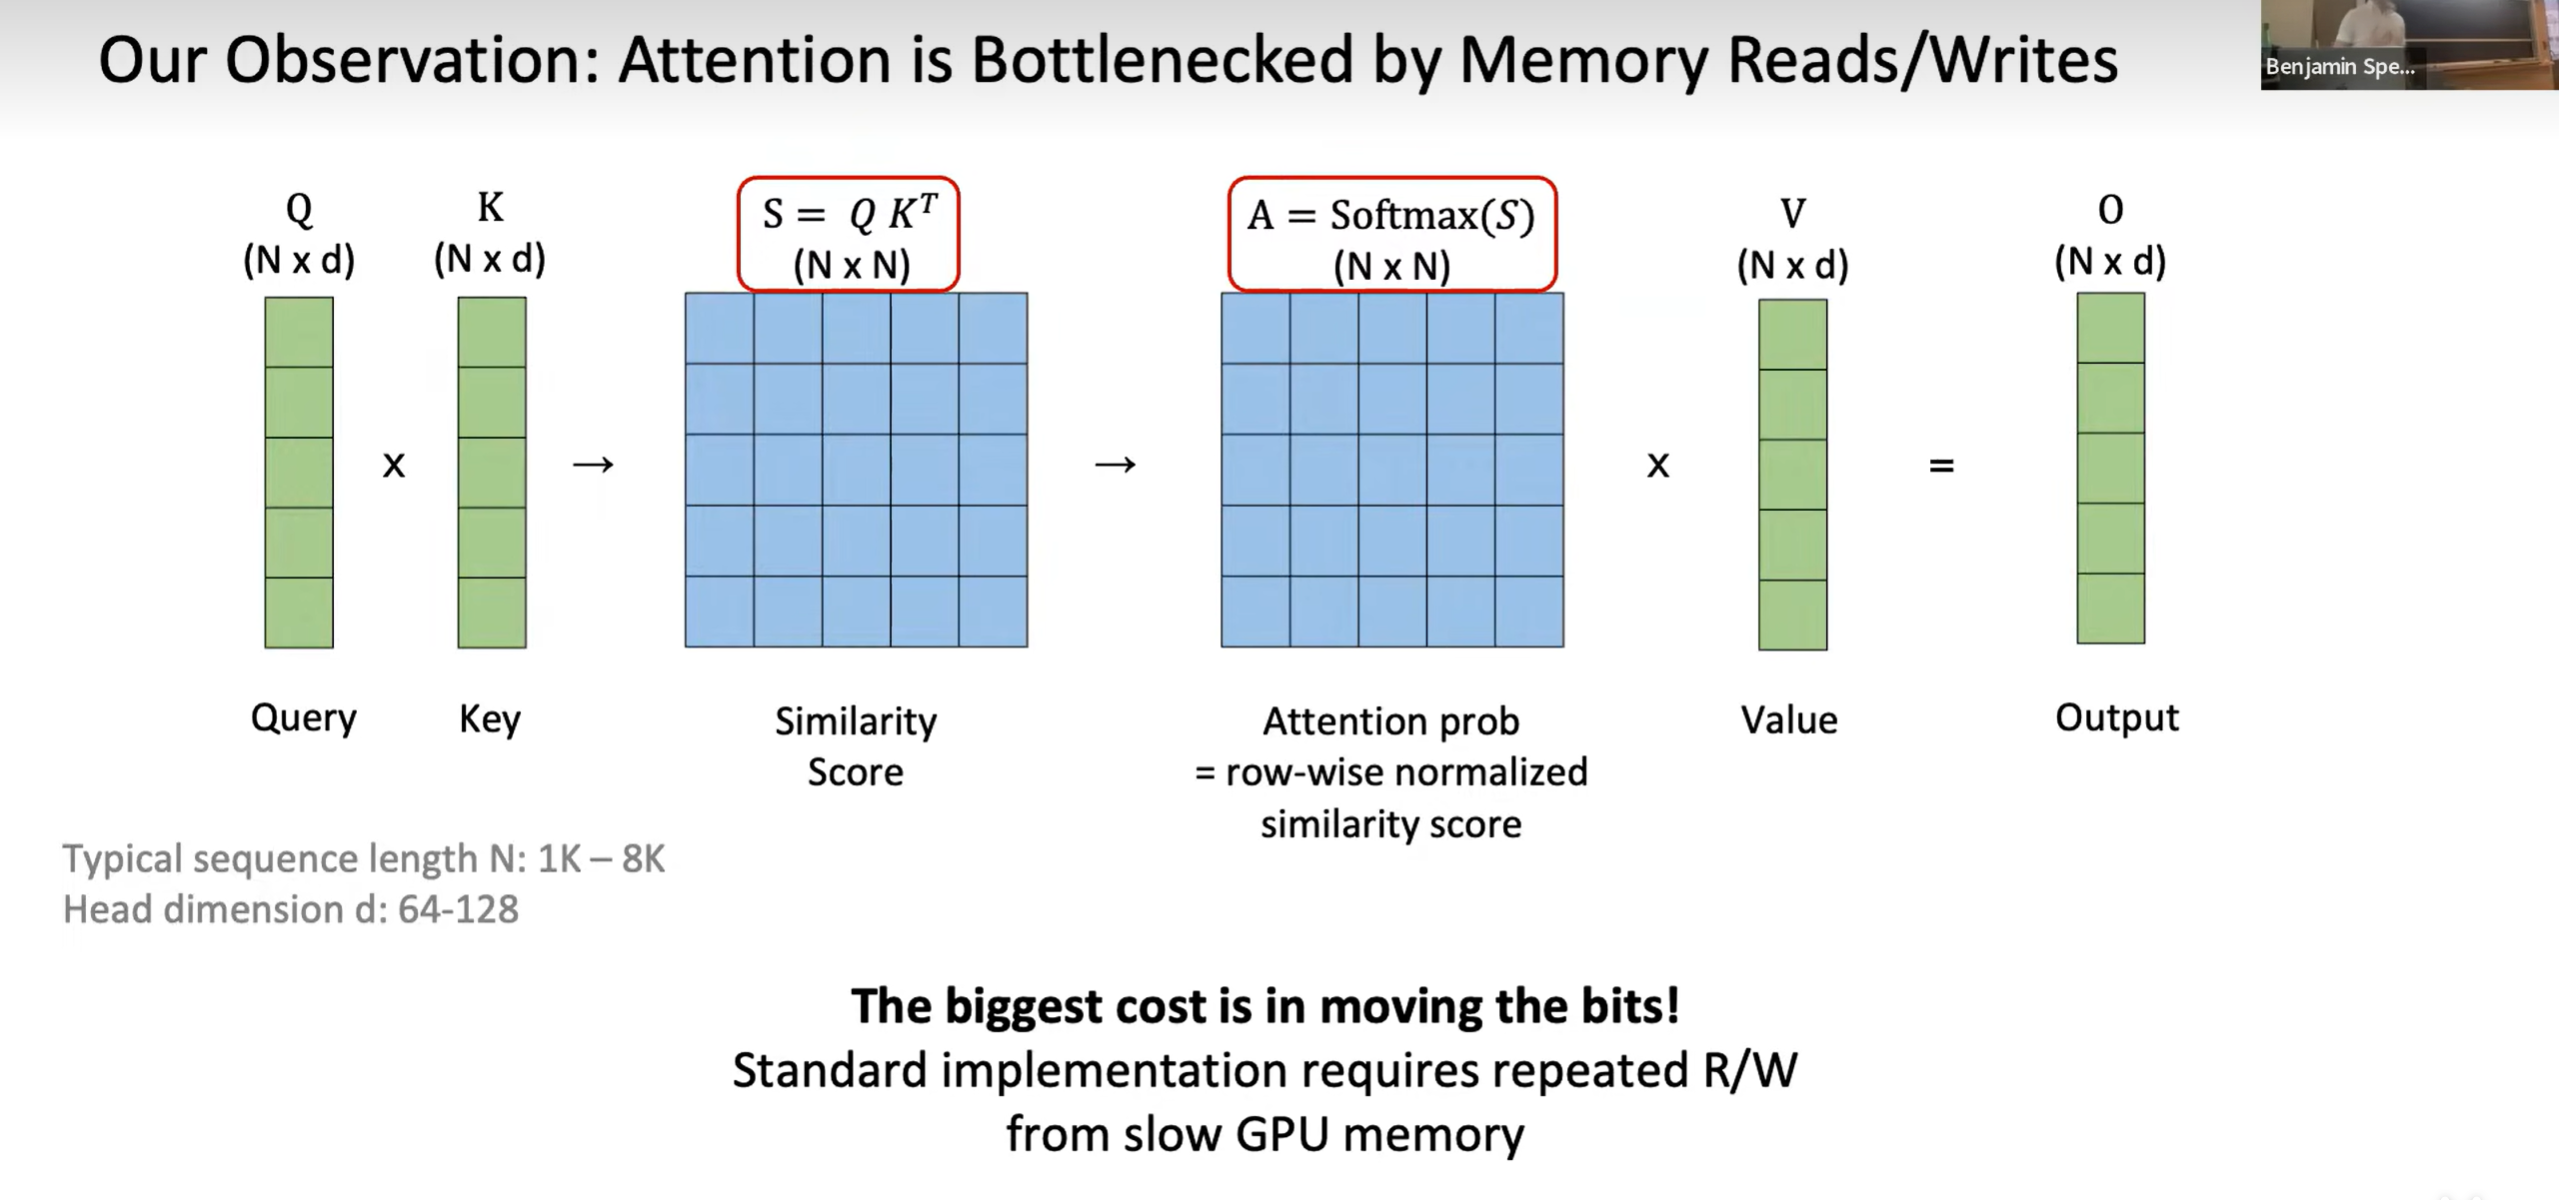 Our Observation: Attention is Bottlenecked by Memory Reads/Writes
Benjamin Spe...
Q
(N x d)
K
(N x d)
S = Q K^T
(N x N)
A = Softmax(S)
(N x N)
V
(N x d)
O
(N x d)
x
→
→
x
=
Query
Key
Similarity
Score
Attention prob
= row-wise normalized
similarity score
Value
Output
Typical sequence length N: 1K – 8K
Head dimension d: 64-128
The biggest cost is in moving the bits!
Standard implementation requires repeated R/W
from slow GPU memory